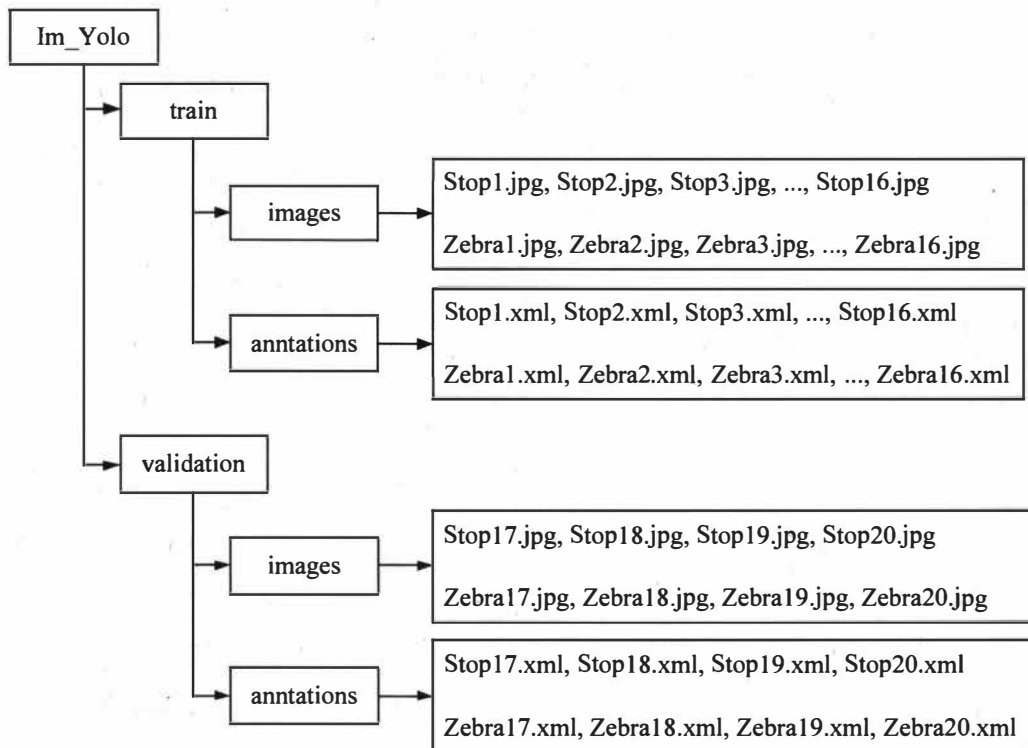 Im_Yolo
train
images
Stop1.jpg, Stop2.jpg, Stop3.jpg, ..., Stop16.jpg
Zebra1.jpg, Zebra2.jpg, Zebra3.jpg, ..., Zebra16.jpg
anntations
Stop1.xml, Stop2.xml, Stop3.xml, ..., Stop16.xml
Zebra1.xml, Zebra2.xml, Zebra3.xml, ..., Zebra16.xml
validation
images
Stop17.jpg, Stop18.jpg, Stop19.jpg, Stop20.jpg
Zebra17.jpg, Zebra18.jpg, Zebra19.jpg, Zebra20.jpg
anntations
Stop17.xml, Stop18.xml, Stop19.xml, Stop20.xml
Zebra17.xml, Zebra18.xml, Zebra19.xml, Zebra20.xml